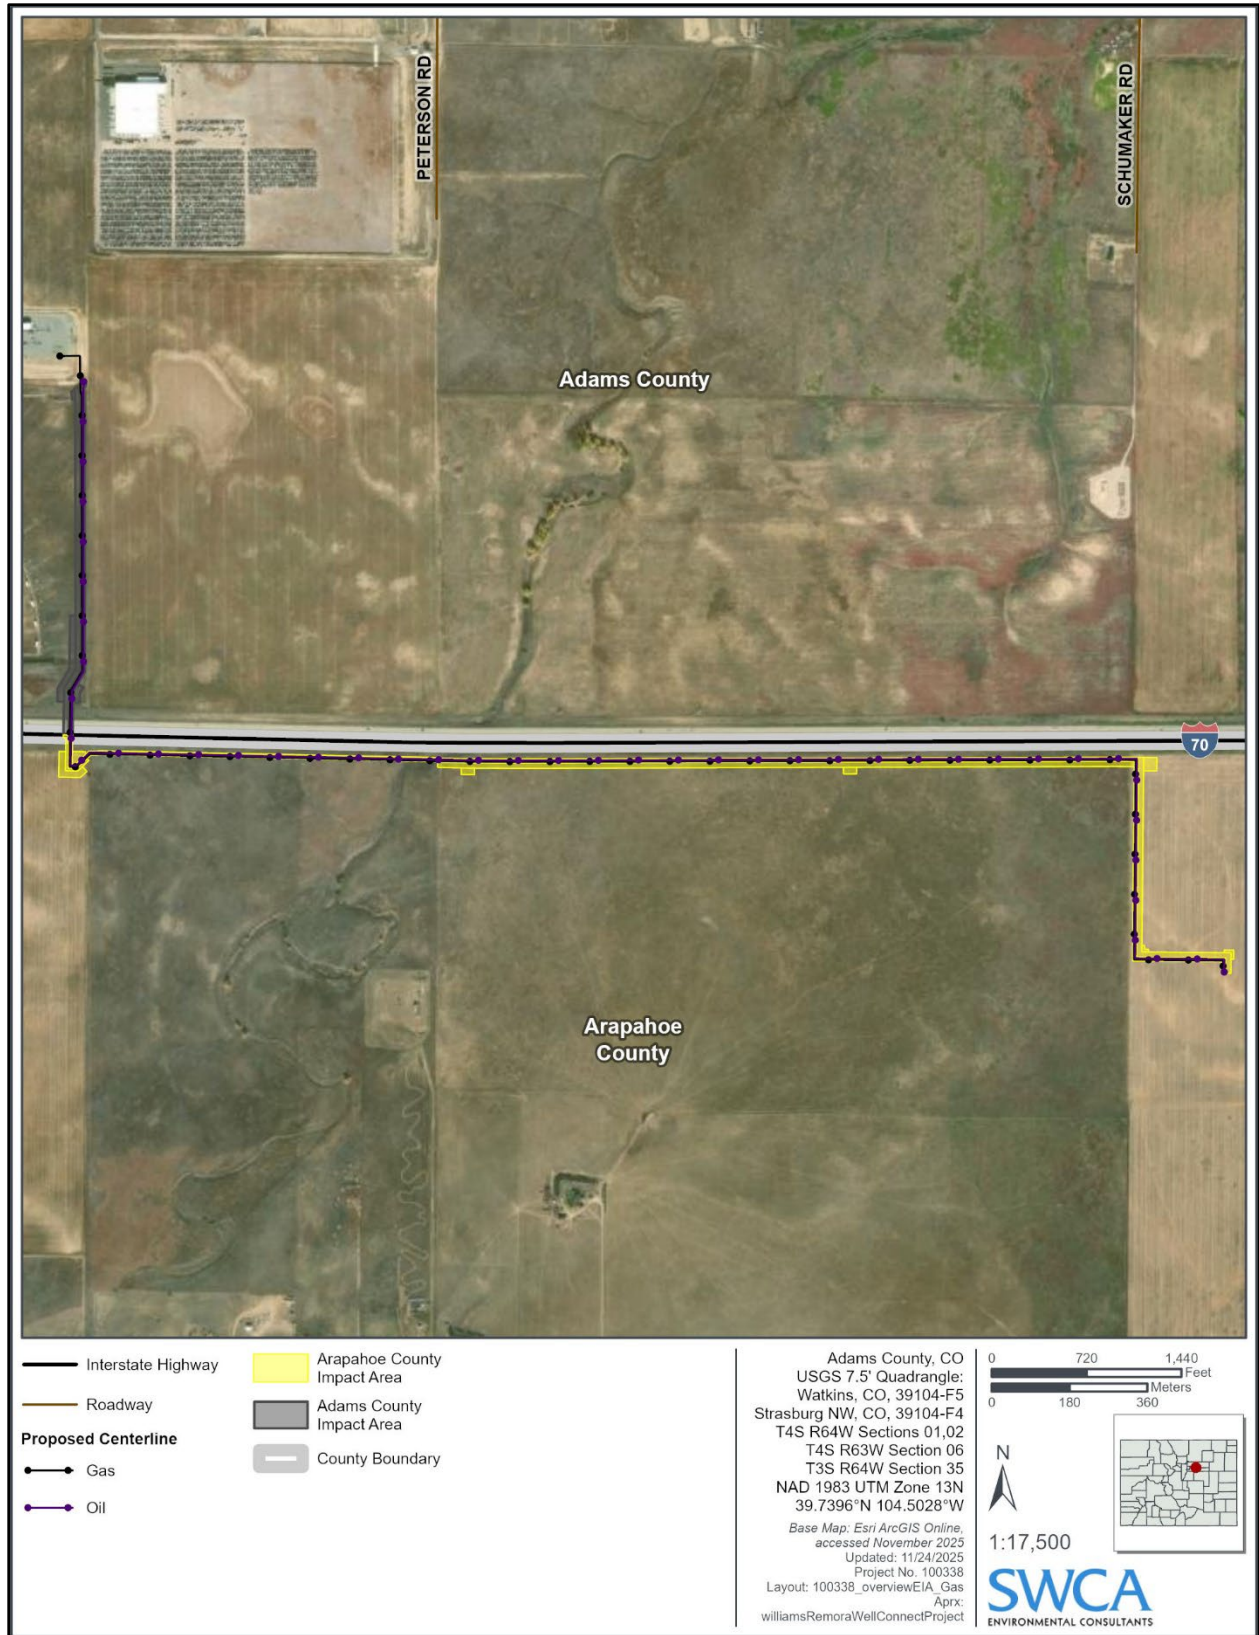 PETERSON RD
SCHUMAKER RD
Adams County
70
Arapahoe
County
Interstate Highway
Roadway
Proposed Centerline
Gas
Oil
Arapahoe County
Impact Area
Adams County
Impact Area
County Boundary
Adams County, CO
USGS 7.5' Quadrangle:
Watkins, CO, 39104-F5
Strasburg NW, CO, 39104-F4
T4S R64W Sections 01,02
T4S R63W Section 06
T3S R64W Section 35
NAD 1983 UTM Zone 13N
39.7396°N 104.5028°W
Base Map: Esri ArcGIS Online,
accessed November 2025
Updated: 11/24/2025
Project No. 100338
Layout: 100338_overviewEIA_Gas
Aprx:
williamsRemoraWellConnectProject
0 720 1,440
Feet
Meters
0 180 360
N
1:17,500
SWCA
ENVIRONMENTAL CONSULTANTS